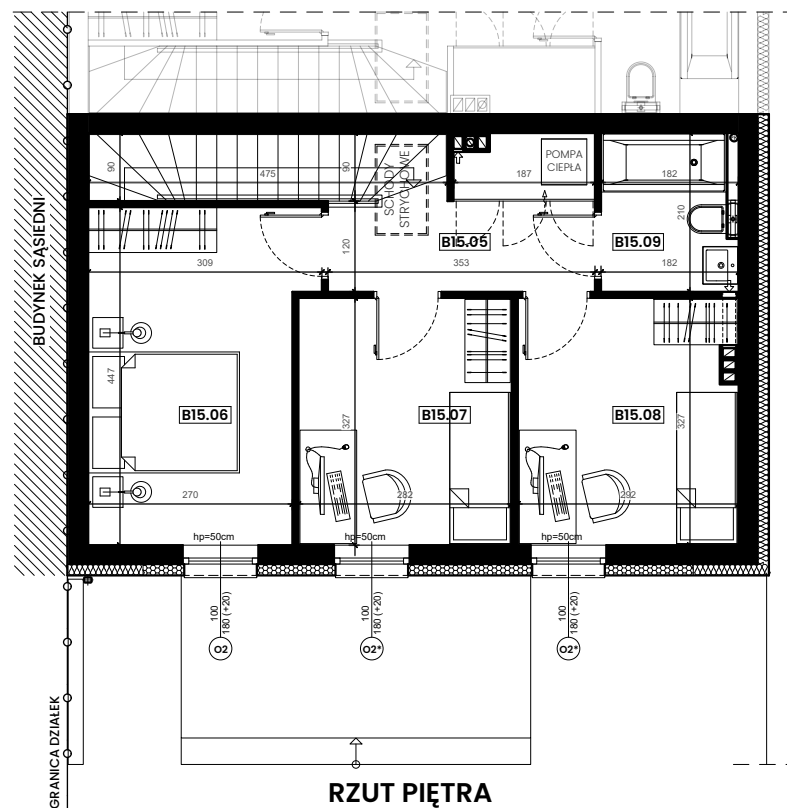 90
475
90
SCHODY
STRYCHOWE
187
POMPA
CIEPŁA
182
210
120
B15.05
B15.09
309
353
182
BUDYNEK SĄSIEDNI
447
B15.06
327
B15.07
B15.08
327
270
282
292
hp=50cm
hp=50cm
hp=50cm
100
180 (+20)
100
180 (+20)
100
180 (+20)
O2
O2*
O2*
GRANICA DZIAŁEK
RZUT PIĘTRA